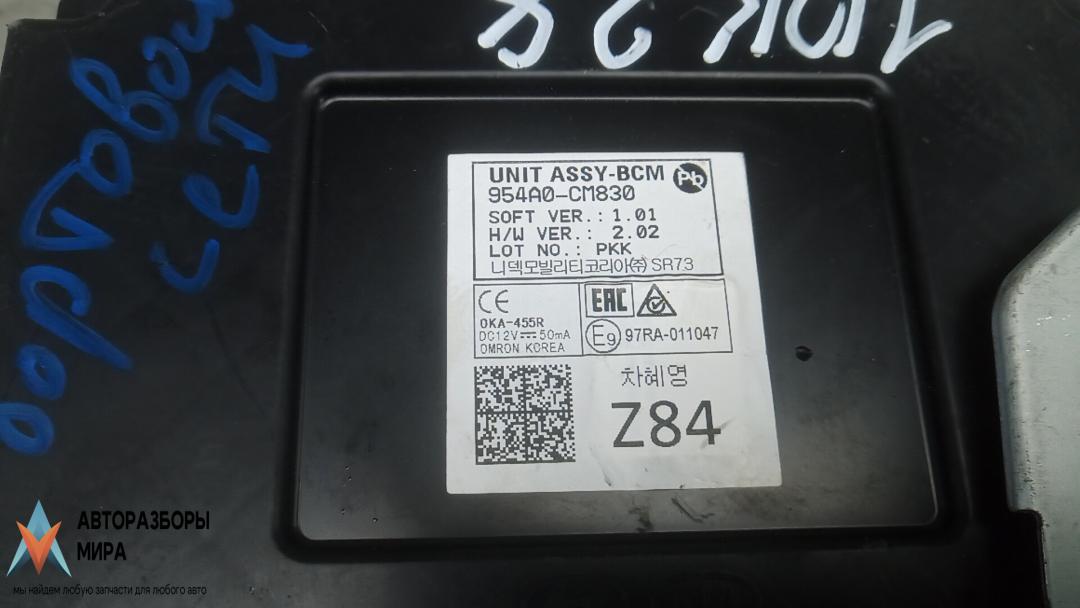 UNIT ASSY-BCM
Pb
954A0-CM830
SOFT VER.: 1.01
H/W VER.: 2.02
LOT NO.: PKK
니덱모빌리티코리아㈜ SR73
CE
OKA-455R
DC12V⎓50mA
OMRON KOREA
EAC
E9 97RA-011047
차혜영
Z84
АВТОРАЗБОРЫ
МИРА
мы найдем любую запчасти для любого авто